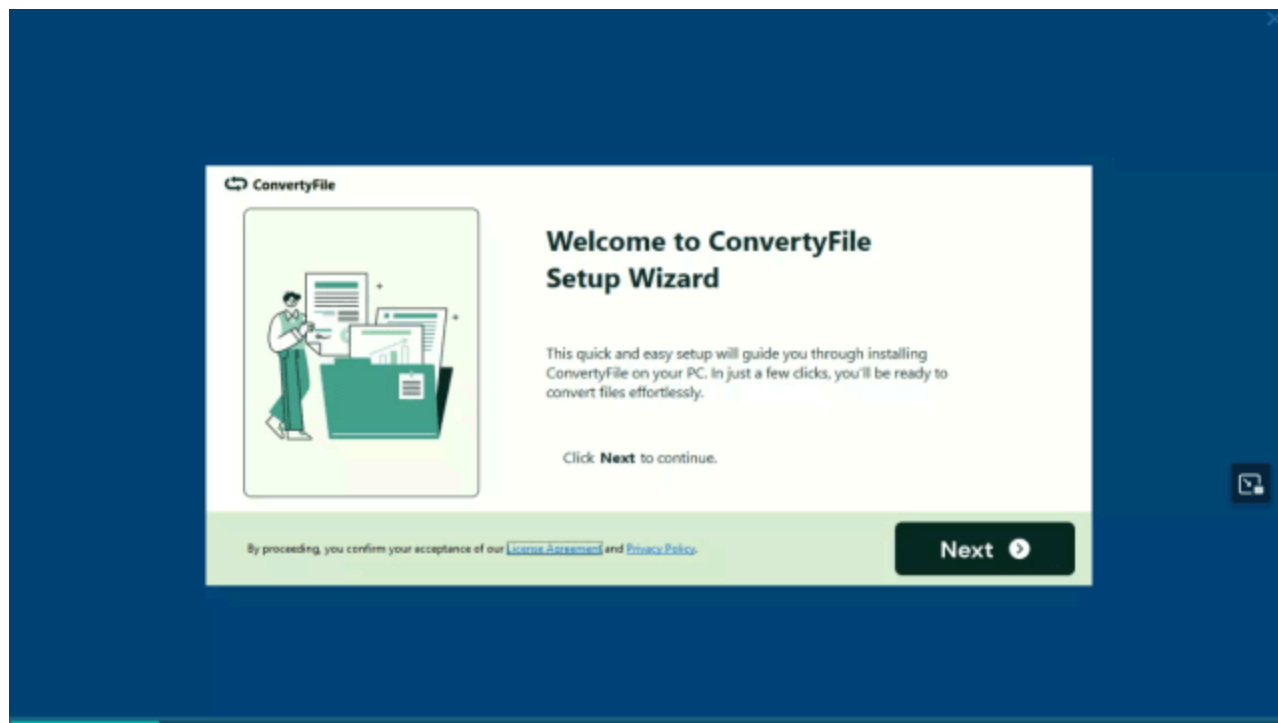 ConvertyFile
Welcome to ConvertyFile
Setup Wizard
This quick and easy setup will guide you through installing
ConvertyFile on your PC. In just a few clicks, you'll be ready to
convert files effortlessly.
Click Next to continue.
By proceeding, you confirm your acceptance of our License Agreement and Privacy Policy.
Next